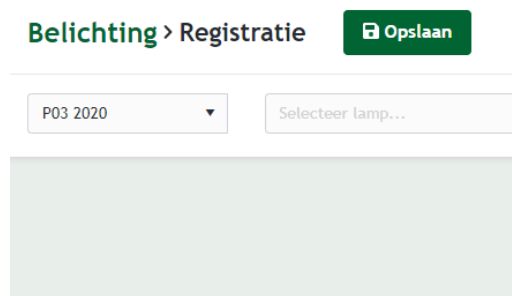 Belichting > Registratie Opslaan
P03 2020 Selecteer lamp...